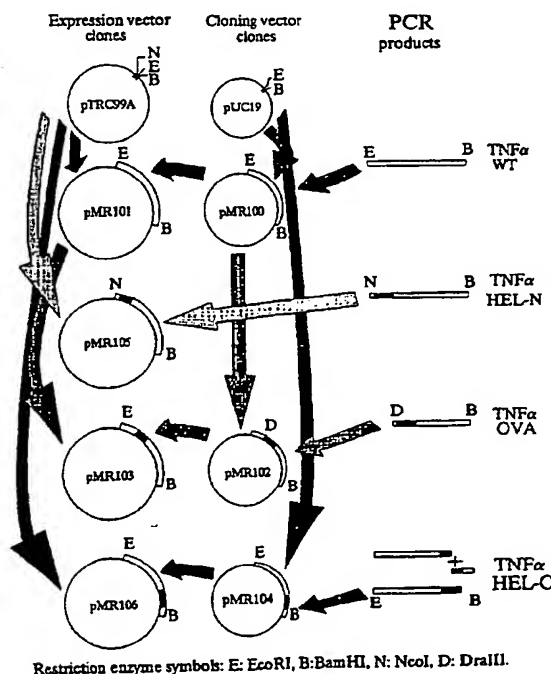 Expression vector
clones
Cloning vector
clones
PCR
products
N
E
B
pTRC99A
E
B
pUC19
E
pMR101
B
E
pMR100
B
E
B
TNFα
WT
N
pMR105
B
N
B
TNFα
HEL-N
E
pMR103
B
D
pMR102
B
D
B
TNFα
OVA
E
pMR106
B
E
pMR104
B
+
E
B
TNFα
HEL-C
Restriction enzyme symbols: E: EcoRI, B:BamHI, N: NcoI, D: DraIII.